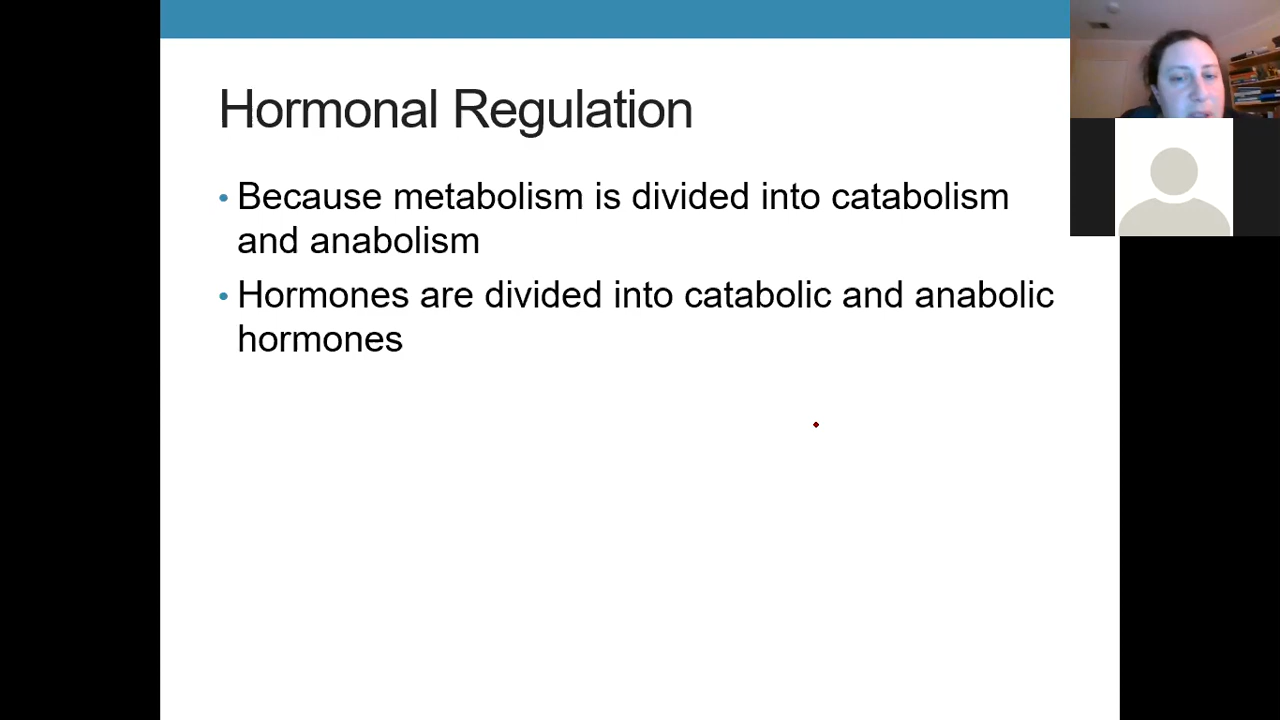 Hormonal Regulation
• Because metabolism is divided into catabolism
and anabolism
• Hormones are divided into catabolic and anabolic
hormones